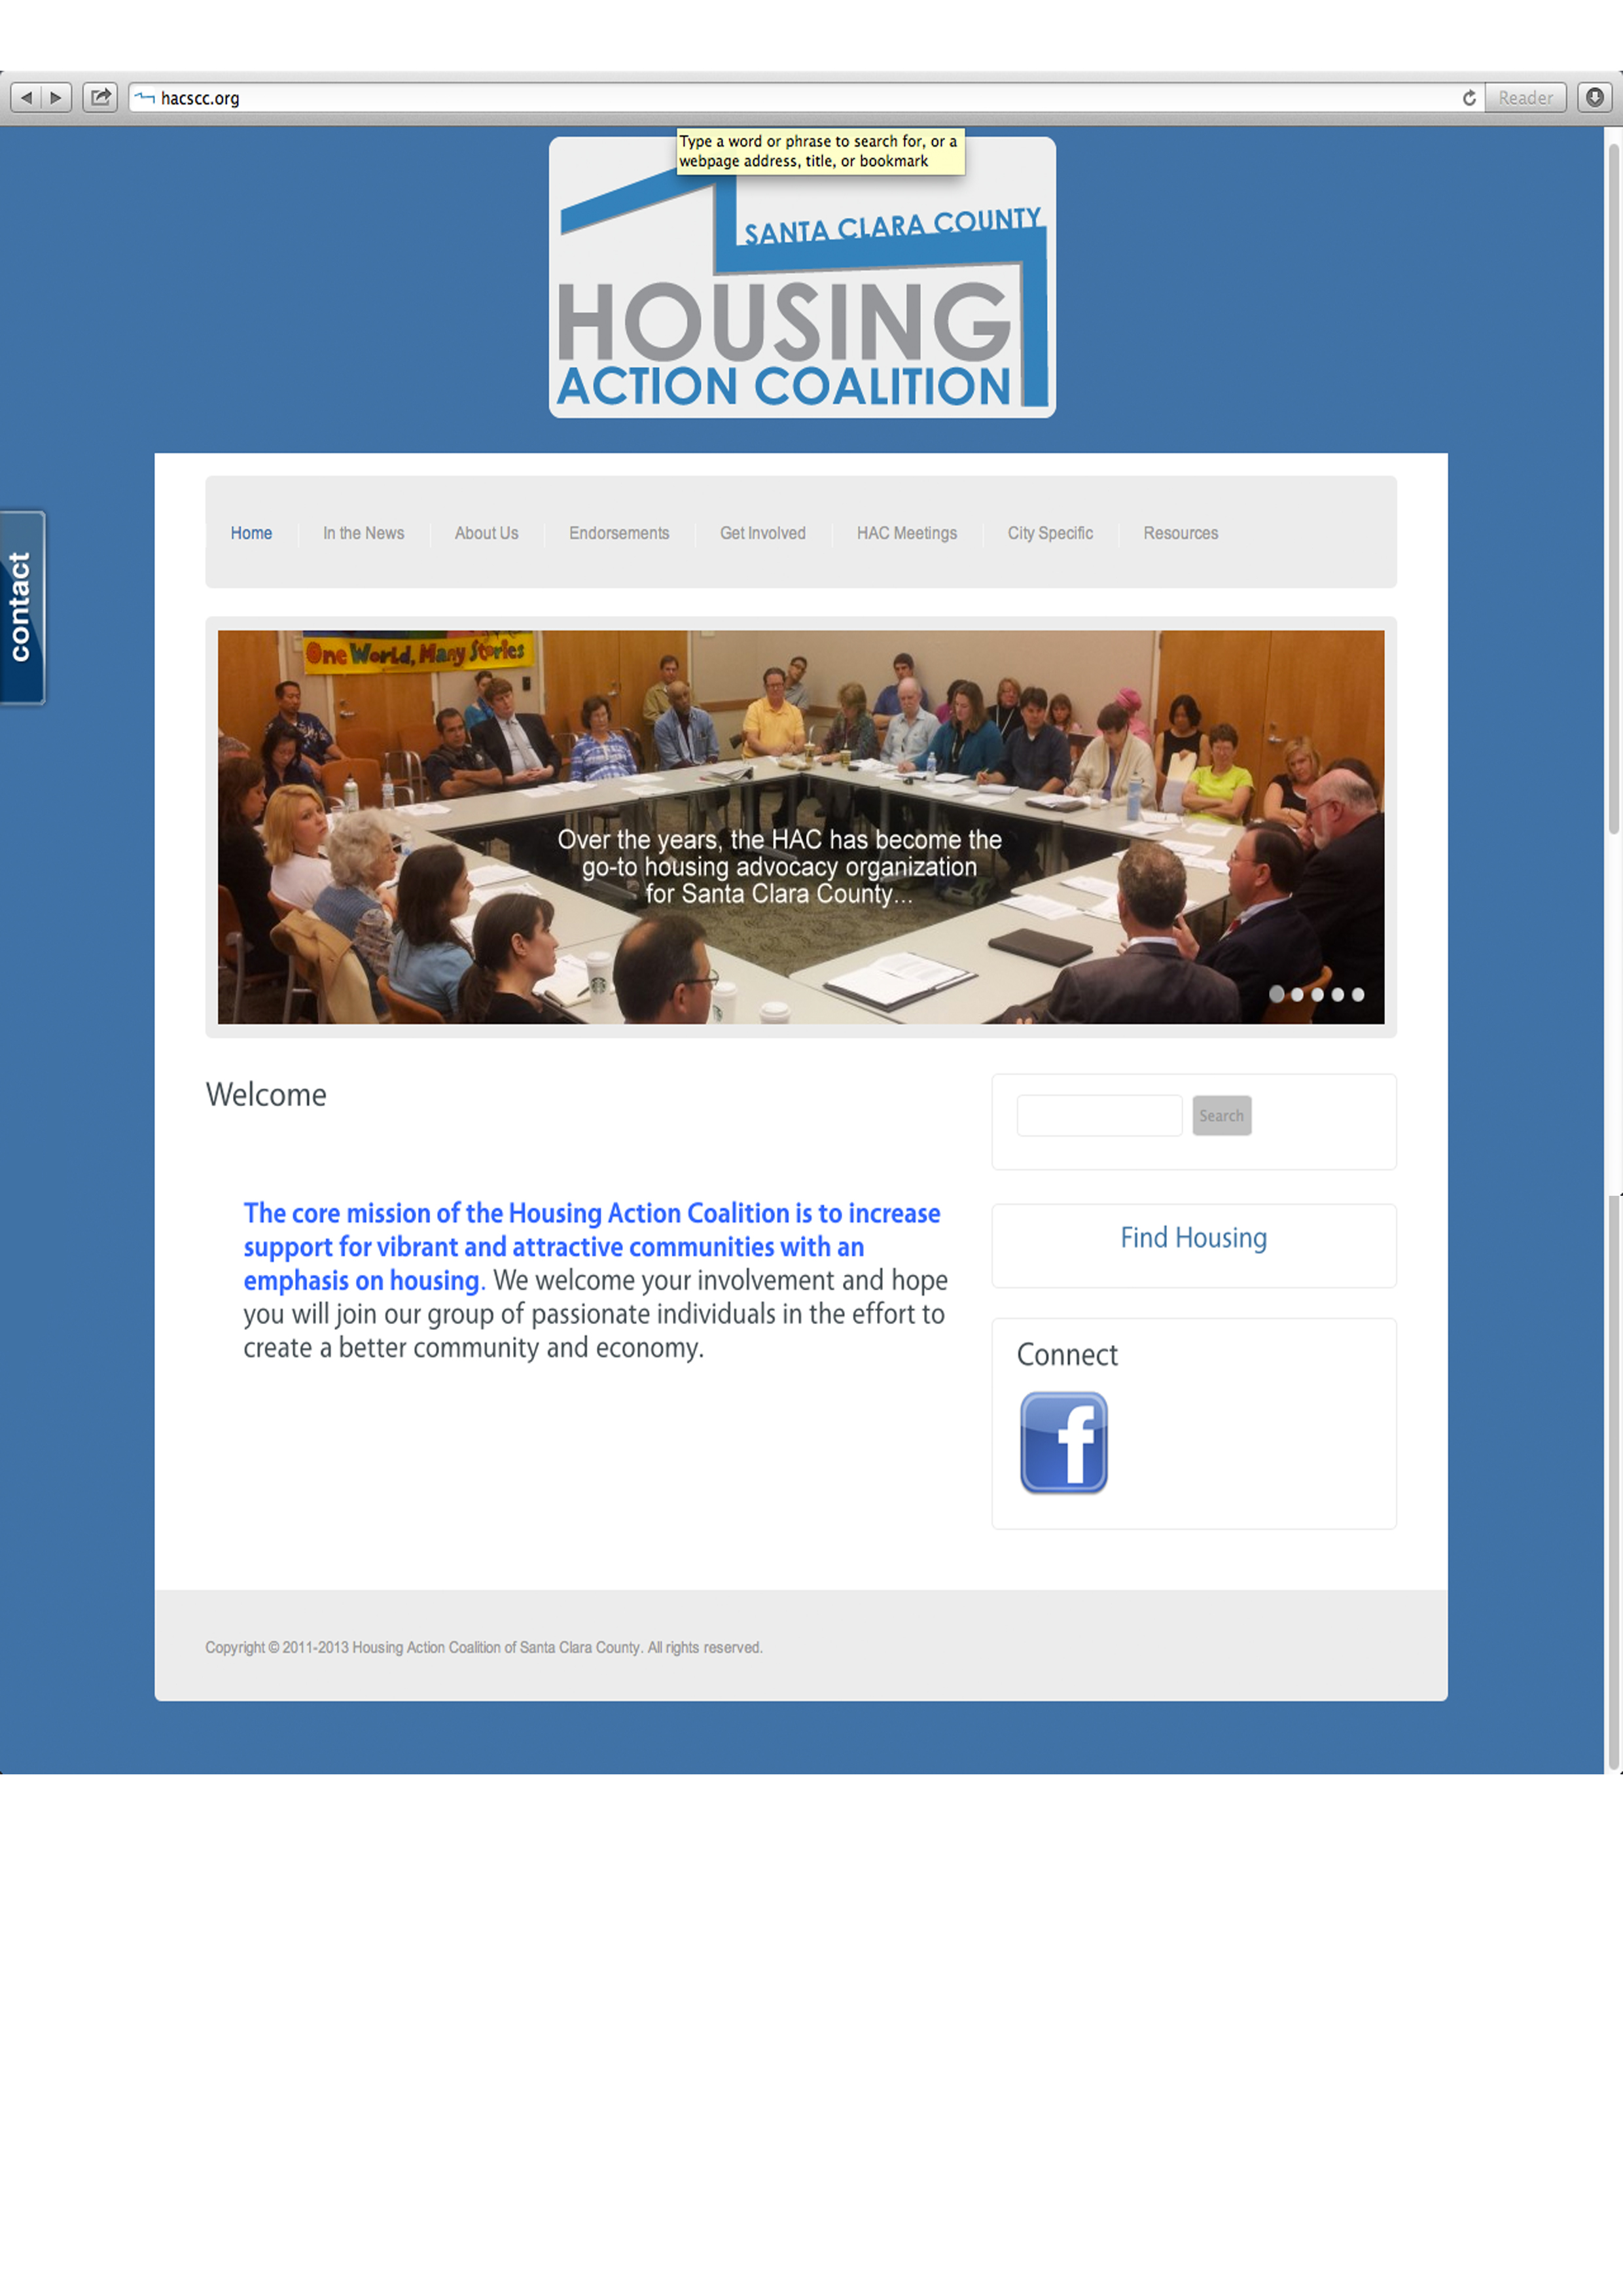 hacscc.org
Reader
Type a word or phrase to search for, or a
webpage address, title, or bookmark
SANTA CLARA COUNTY
HOUSING
ACTION COALITION
contact
Home In the News About Us Endorsements Get Involved HAC Meetings City Specific Resources
One World, Many Stories
Over the years, the HAC has become the
go-to housing advocacy organization
for Santa Clara County...
Welcome
Search
The core mission of the Housing Action Coalition is to increase
support for vibrant and attractive communities with an
emphasis on housing. We welcome your involvement and hope
you will join our group of passionate individuals in the effort to
create a better community and economy.
Find Housing
Connect
f
Copyright © 2011-2013 Housing Action Coalition of Santa Clara County. All rights reserved.